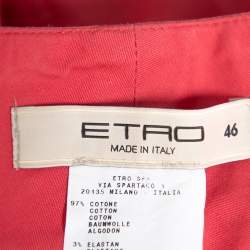 ETRO
MADE IN ITALY
46
ETRO SPA
VIA SPARTACO 3
20135 MILANO - ITALIA
97% COTONE
COTTON
COTON
BAUMWOLLE
ALGODON
3% ELASTAN